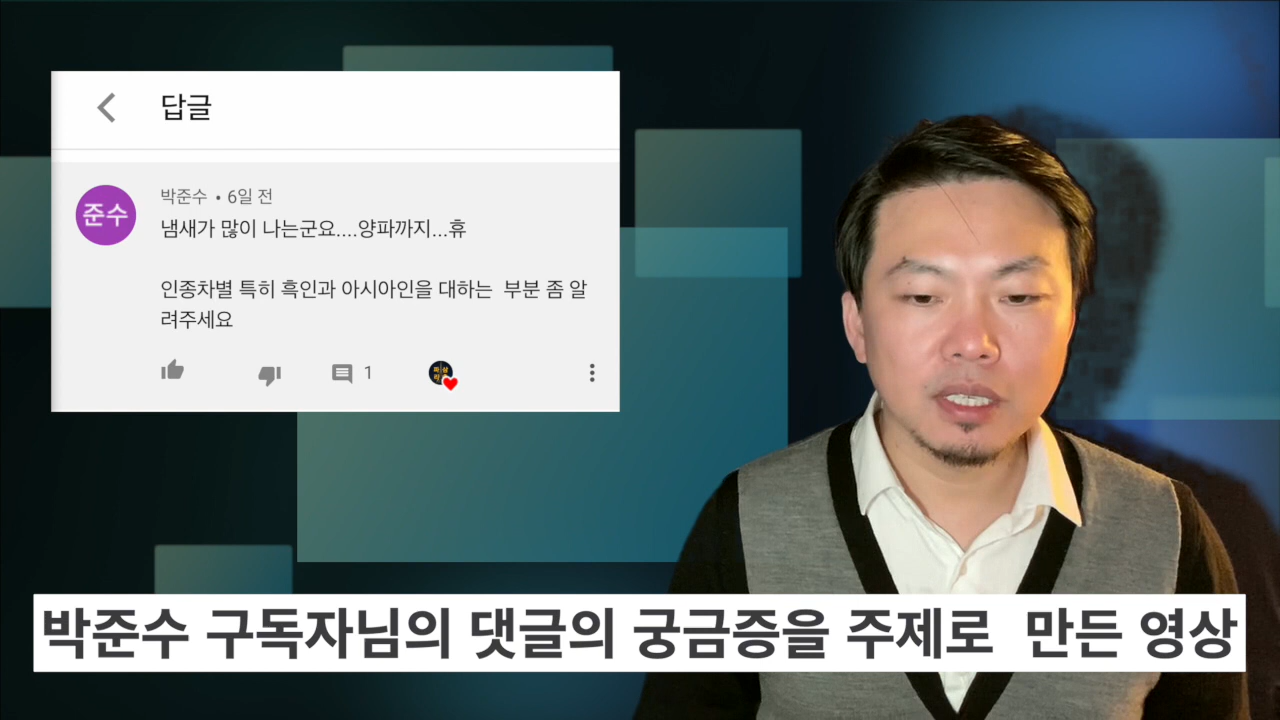 답글
준수
박준수 • 6일 전
냄새가 많이 나는군요....양파까지...휴
인종차별 특히 흑인과 아시아인을 대하는 부분 좀 알
려주세요
1
박준수 구독자님의 댓글의 궁금증을 주제로 만든 영상